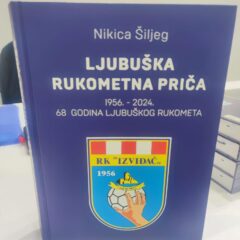 Nikica Šiljeg
LJUBUŠKA
RUKOMETNA PRIČA
1956. - 2024.
68 GODINA LJUBUŠKOG RUKOMETA
RK "IZVIĐAČ"
1956